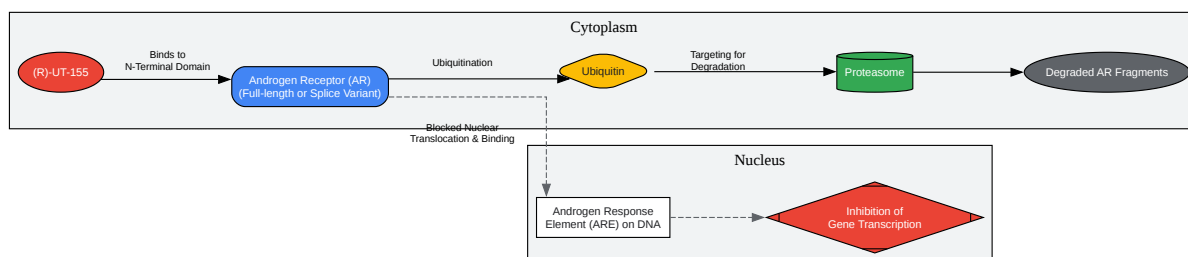 Cytoplasm
(R)-UT-155
Binds to
N-Terminal Domain
Androgen Receptor (AR)
(Full-length or Splice Variant)
Ubiquitination
Ubiquitin
Targeting for
Degradation
Proteasome
Degraded AR Fragments
Blocked Nuclear
Translocation & Binding
Nucleus
Androgen Response
Element (ARE) on DNA
Inhibition of
Gene Transcription